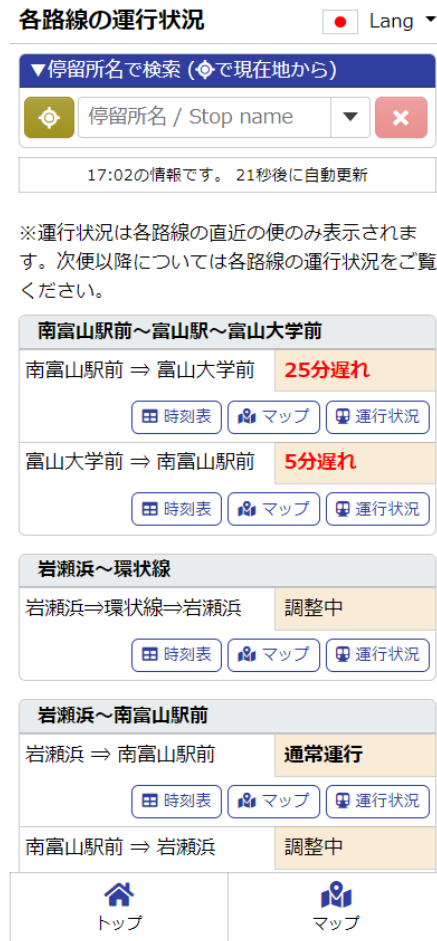 各路線の運行状況
Lang
▼停留所名で検索 (で現在地から)
停留所名 / Stop name
17:02の情報です。 21秒後に自動更新
※運行状況は各路線の直近の便のみ表示されま
す。次便以降については各路線の運行状況をご覧
ください。
南富山駅前～富山駅～富山大学前
南富山駅前 ⇒ 富山大学前 25分遅れ
時刻表 マップ 運行状況
富山大学前 ⇒ 南富山駅前 5分遅れ
時刻表 マップ 運行状況
岩瀬浜～環状線
岩瀬浜⇒環状線⇒岩瀬浜 調整中
時刻表 マップ 運行状況
岩瀬浜～南富山駅前
岩瀬浜 ⇒ 南富山駅前 通常運行
時刻表 マップ 運行状況
南富山駅前 ⇒ 岩瀬浜 調整中
トップ マップ